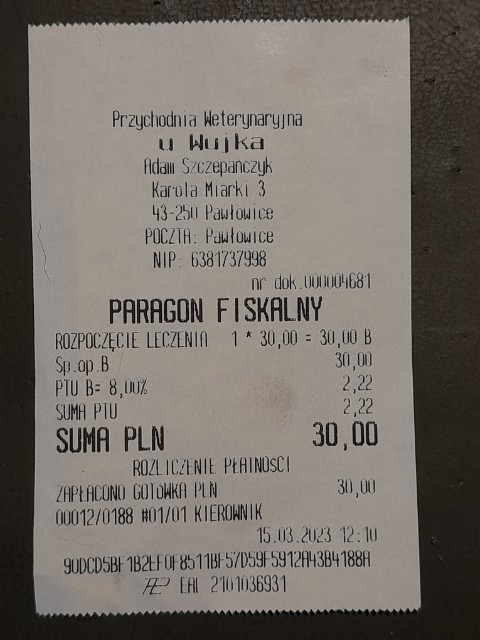 Przychodnia Weterynaryjna
u Wujka
Adam Szczepańczyk
Karola Miarki 3
43-250 Pawłowice
POCZTA: Pawłowice
NIP: 6381737998
nr dok.000004681
PARAGON FISKALNY
ROZPOCZĘCIE LECZENIA 1 * 30,00 = 30,00 B
Sp.op.B 30,00
PTU B= 8,00% 2,22
SUMA PTU 2,22
SUMA PLN 30,00
ROZLICZENIE PŁATNOŚCI
ZAPŁACONO GOTÓWKA PLN 30,00
00012/0188 #01/01 KIEROWNIK
15.03.2023 12:10
90DCD5BF1B2EF0F8511BF57D59F5912A43B4188A
EAI 2101036931